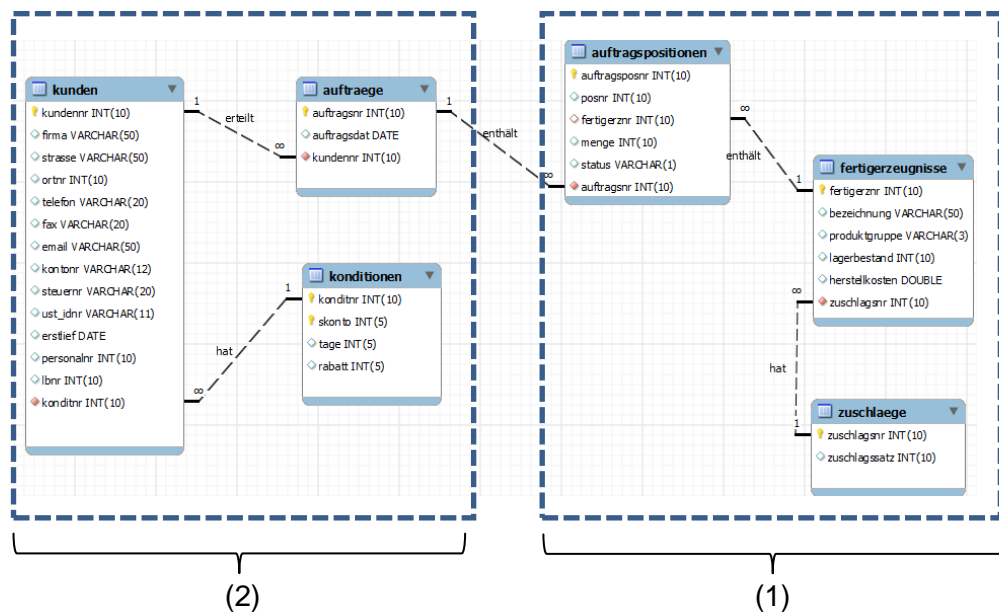 kunden
kundennr INT(10)
firma VARCHAR(50)
strasse VARCHAR(50)
ortnr INT(10)
telefon VARCHAR(20)
fax VARCHAR(20)
email VARCHAR(50)
kontonr VARCHAR(12)
steuernr VARCHAR(20)
ust_idnr VARCHAR(11)
erstlief DATE
personalnr INT(10)
lbnr INT(10)
konditnr INT(10)
1
erteilt
∞
auftraege
auftragsnr INT(10)
auftragsdat DATE
kundennr INT(10)
1
enthält
∞
konditionen
konditnr INT(10)
skonto INT(5)
tage INT(5)
rabatt INT(5)
1
hat
∞
auftragspositionen
auftragsposnr INT(10)
posnr INT(10)
fertigerznr INT(10)
menge INT(10)
status VARCHAR(1)
auftragsnr INT(10)
∞
enthält
1
fertigerzeugnisse
fertigerznr INT(10)
bezeichnung VARCHAR(50)
produktgruppe VARCHAR(3)
lagerbestand INT(10)
herstellkosten DOUBLE
zuschlagsnr INT(10)
∞
hat
1
zuschlaege
zuschlagsnr INT(10)
zuschlagssatz INT(10)
(2)
(1)